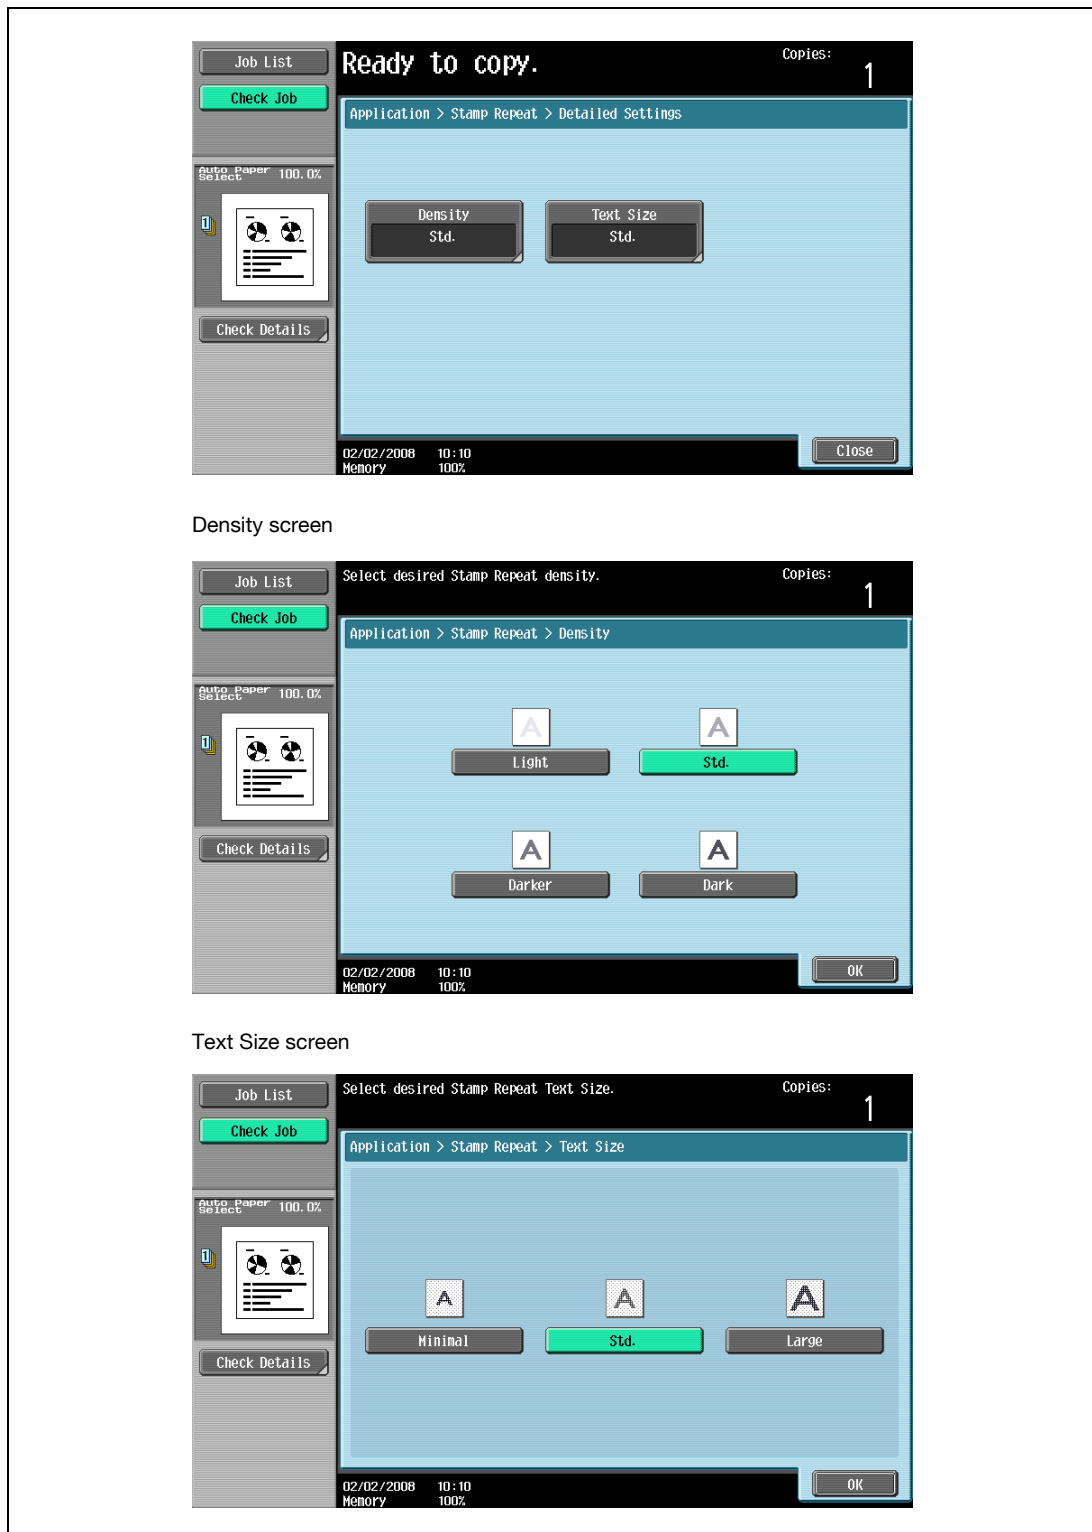 Job List
Ready to copy.
Copies:
1
Check Job
Application > Stamp Repeat > Detailed Settings
Auto Paper
Select
100.0%
1
Density
Std.
Text Size
Std.
Check Details
02/02/2008 10:10
Memory 100%
Close
Density screen
Job List
Select desired Stamp Repeat density.
Copies:
1
Check Job
Application > Stamp Repeat > Density
Auto Paper
Select
100.0%
1
A
A
Light
Std.
Check Details
A
A
Darker
Dark
02/02/2008 10:10
Memory 100%
OK
Text Size screen
Job List
Select desired Stamp Repeat Text Size.
Copies:
1
Check Job
Application > Stamp Repeat > Text Size
Auto Paper
Select
100.0%
1
A
A
A
Minimal
Std.
Large
Check Details
02/02/2008 10:10
Memory 100%
OK